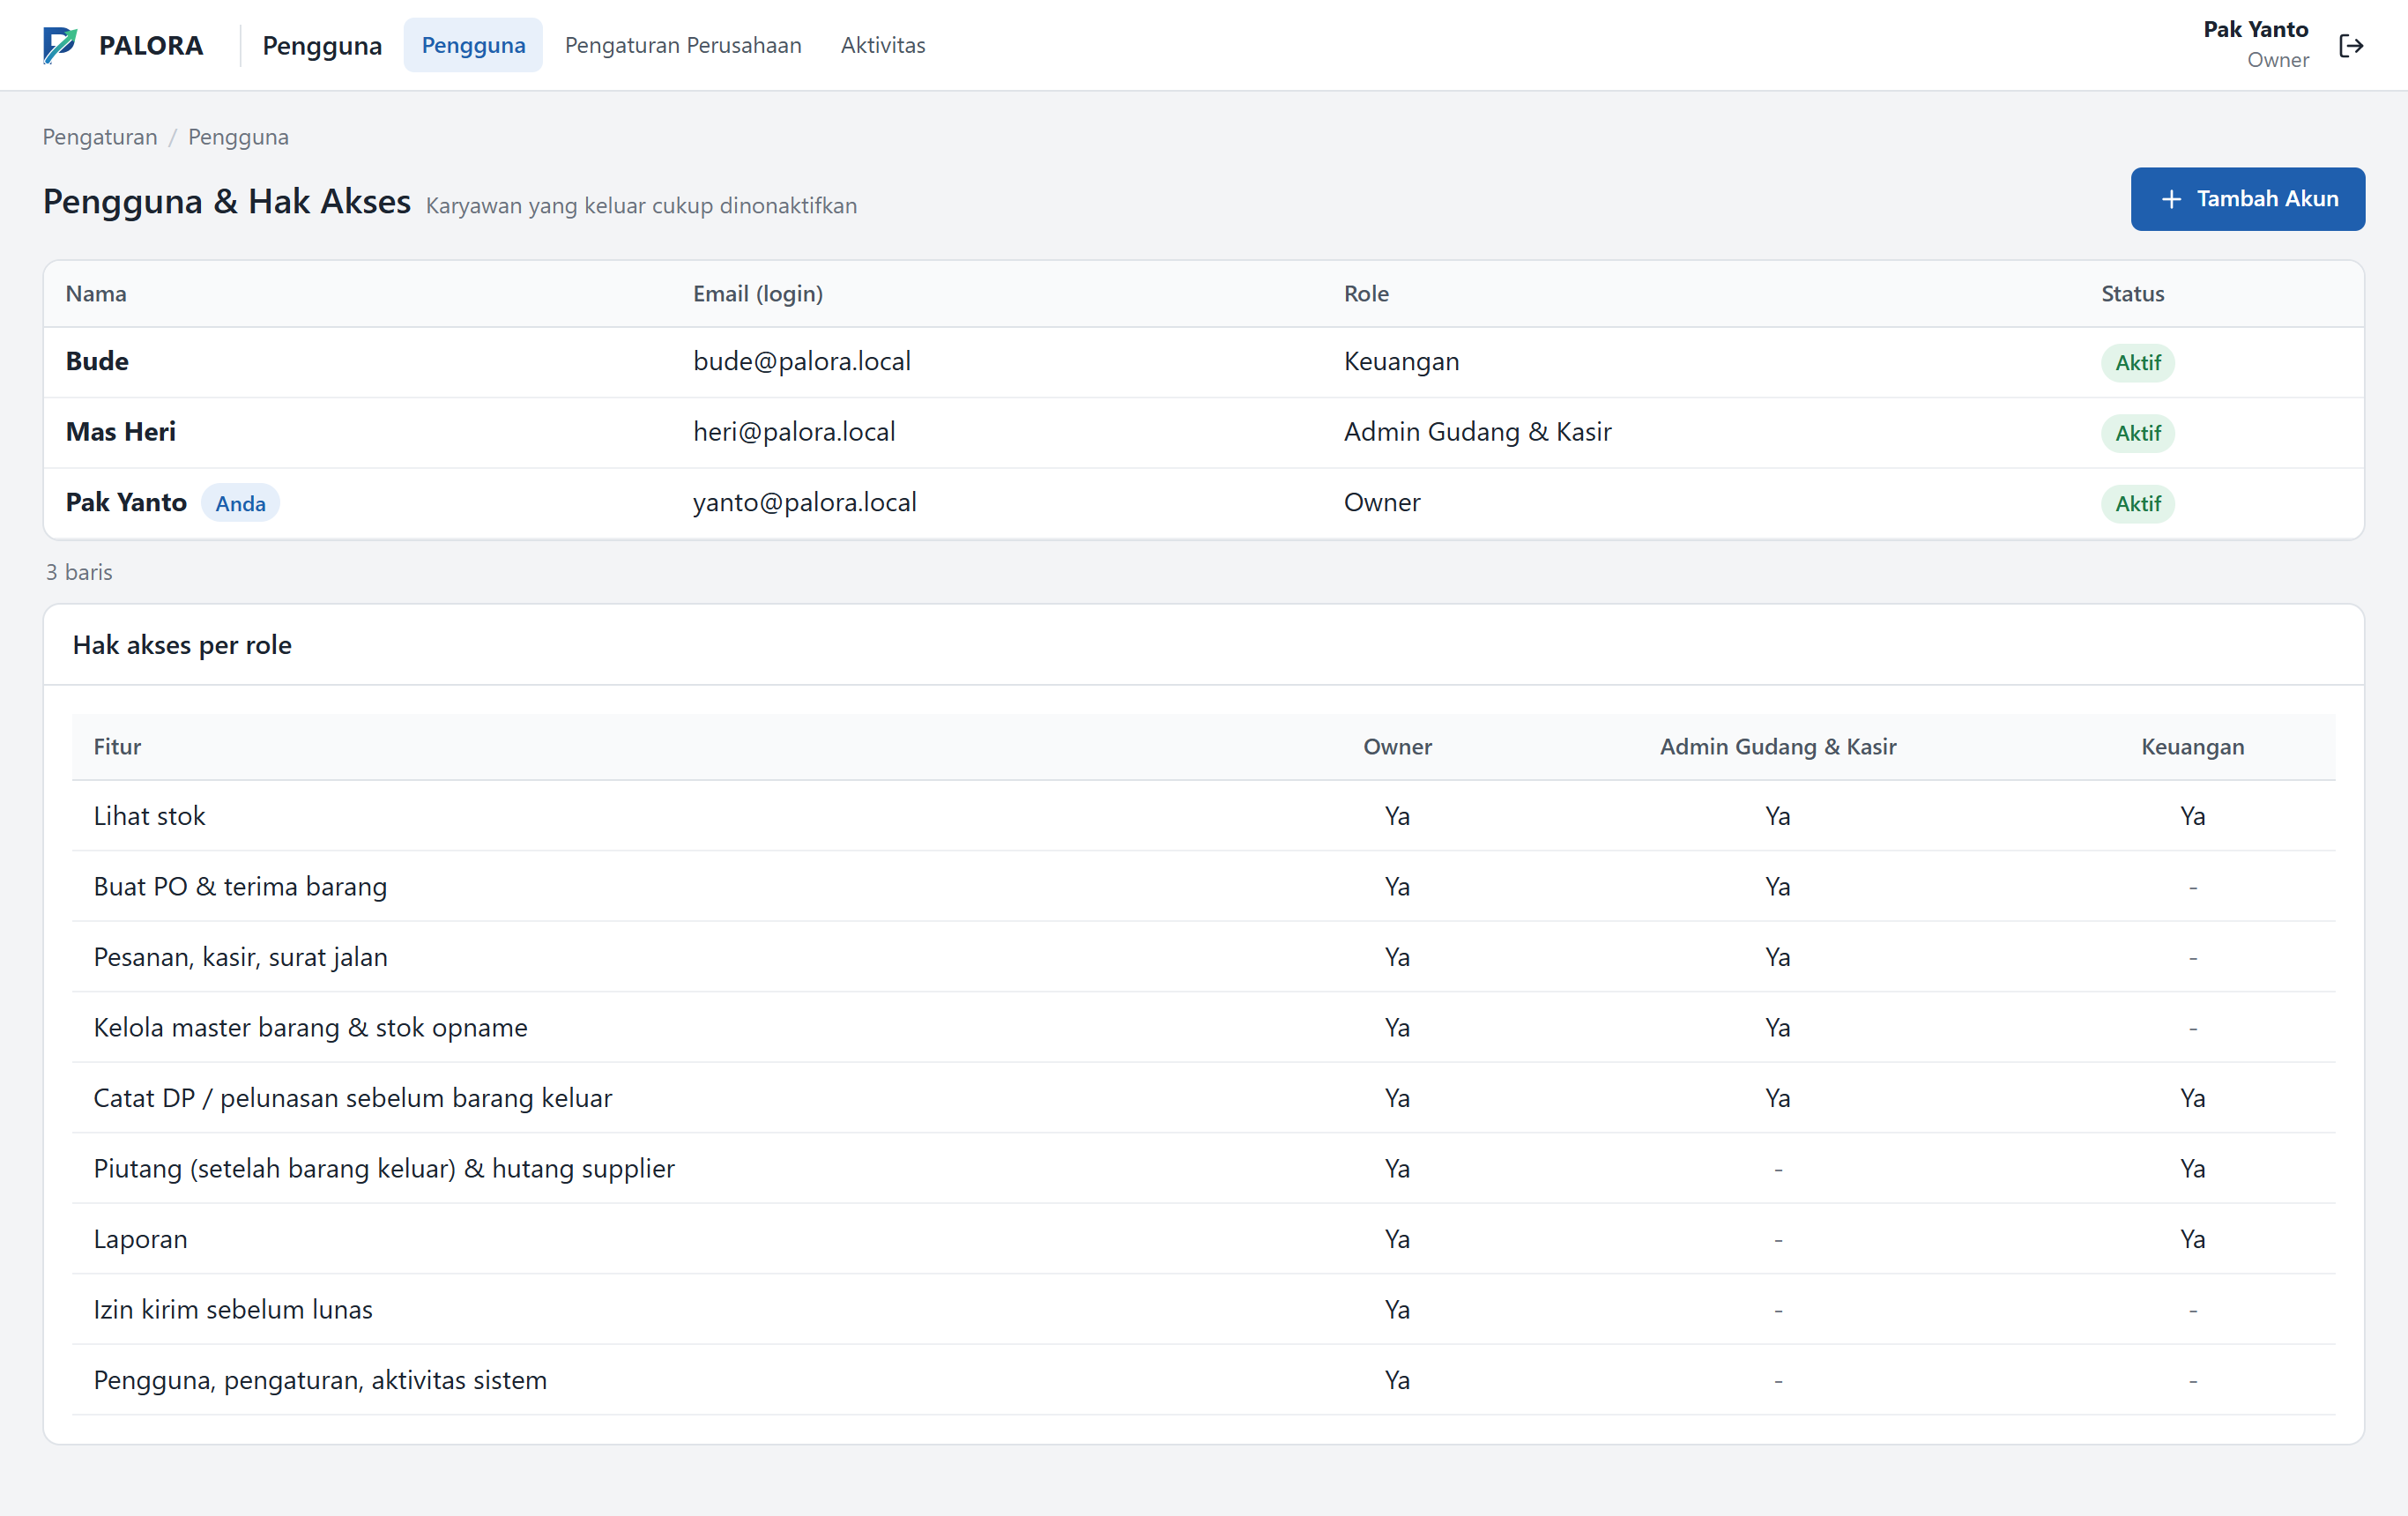 PALORA Pengguna Pengguna Pengaturan Perusahaan Aktivitas Pak Yanto
Owner
Pengaturan / Pengguna
Pengguna & Hak Akses Karyawan yang keluar cukup dinonaktifkan + Tambah Akun
Nama Email (login) Role Status
Bude bude@palora.local Keuangan Aktif
Mas Heri heri@palora.local Admin Gudang & Kasir Aktif
Pak Yanto Anda yanto@palora.local Owner Aktif
3 baris
Hak akses per role
Fitur Owner Admin Gudang & Kasir Keuangan
Lihat stok Ya Ya Ya
Buat PO & terima barang Ya Ya -
Pesanan, kasir, surat jalan Ya Ya -
Kelola master barang & stok opname Ya Ya -
Catat DP / pelunasan sebelum barang keluar Ya Ya Ya
Piutang (setelah barang keluar) & hutang supplier Ya - Ya
Laporan Ya - Ya
Izin kirim sebelum lunas Ya - -
Pengguna, pengaturan, aktivitas sistem Ya - -